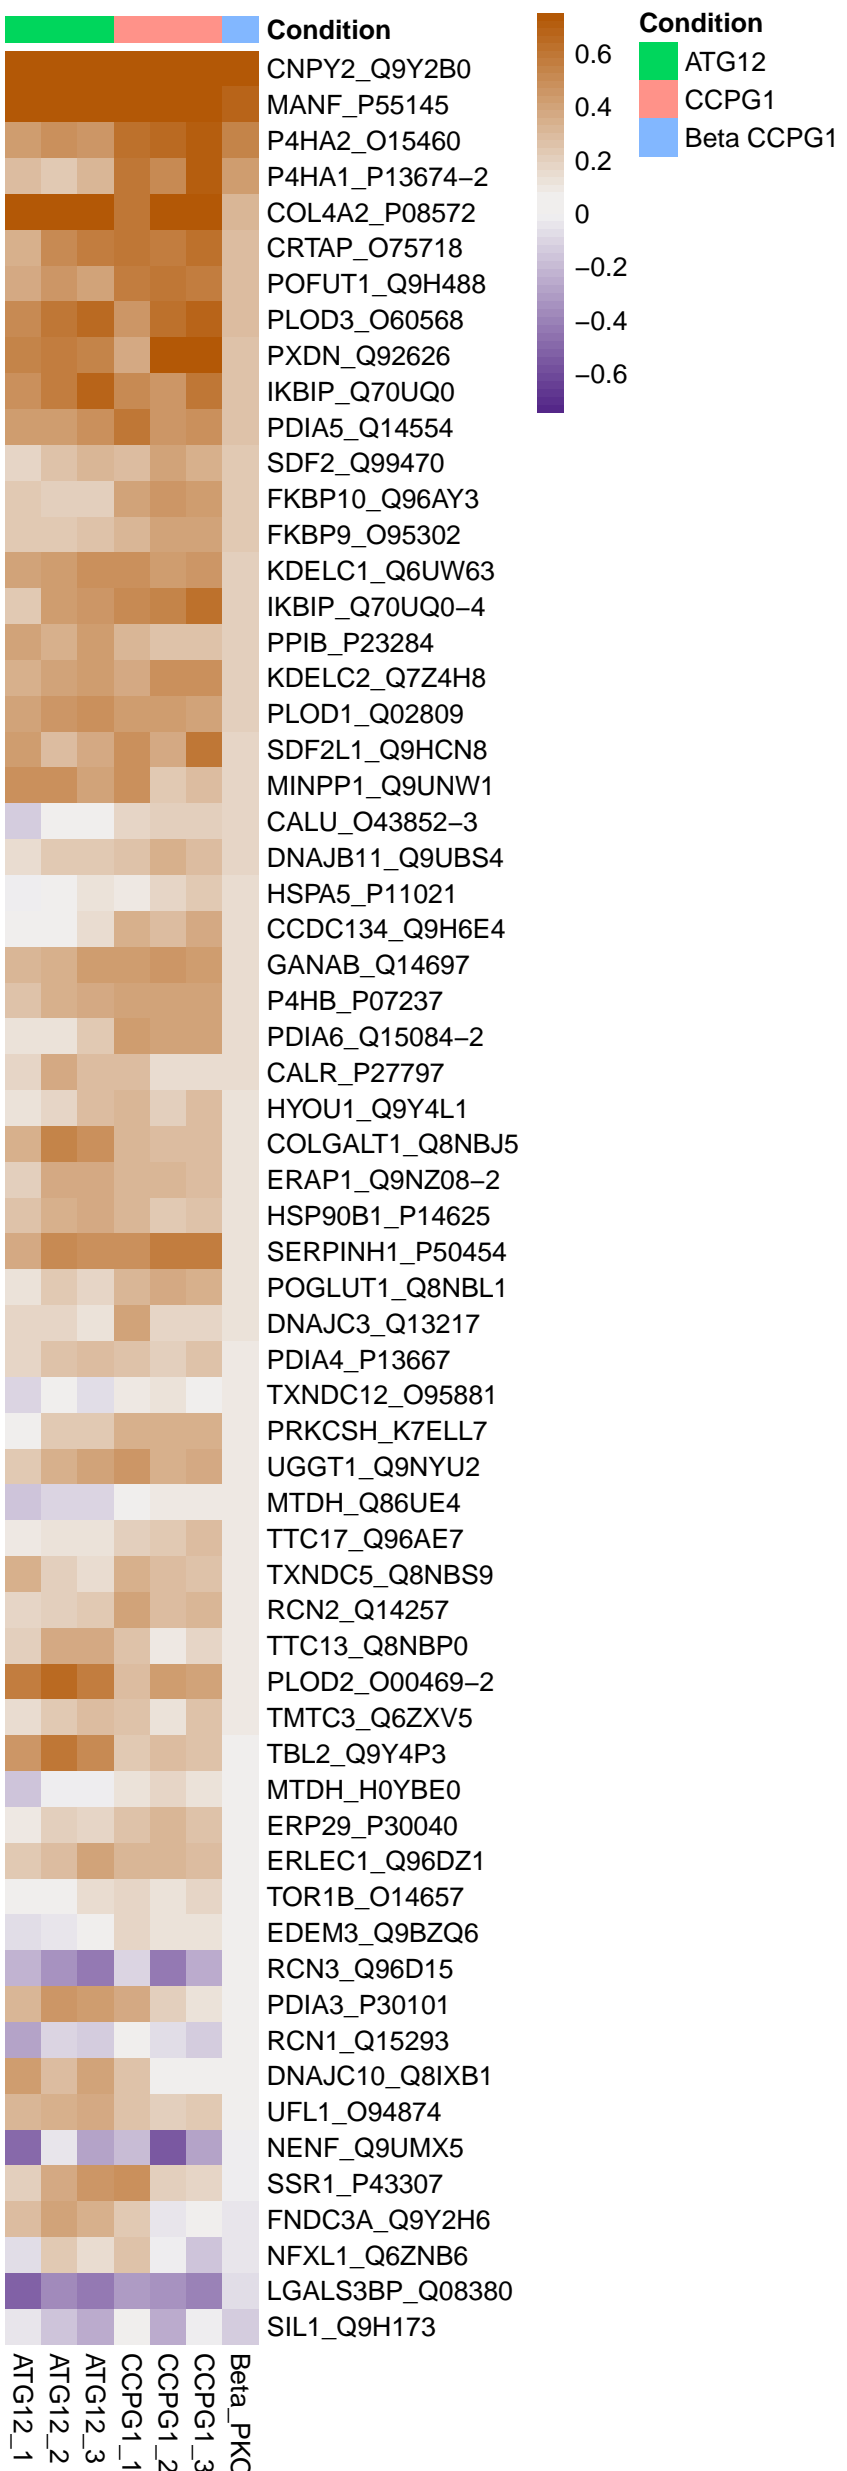 Condition
CNPY2_Q9Y2B0
MANF_P55145
P4HA2_O15460
P4HA1_P13674−2
COL4A2_P08572
CRTAP_O75718
POFUT1_Q9H488
PLOD3_O60568
PXDN_Q92626
IKBIP_Q70UQ0
PDIA5_Q14554
SDF2_Q99470
FKBP10_Q96AY3
FKBP9_O95302
KDELC1_Q6UW63
IKBIP_Q70UQ0−4
PPIB_P23284
KDELC2_Q7Z4H8
PLOD1_Q02809
SDF2L1_Q9HCN8
MINPP1_Q9UNW1
CALU_O43852−3
DNAJB11_Q9UBS4
HSPA5_P11021
CCDC134_Q9H6E4
GANAB_Q14697
P4HB_P07237
PDIA6_Q15084−2
CALR_P27797
HYOU1_Q9Y4L1
COLGALT1_Q8NBJ5
ERAP1_Q9NZ08−2
HSP90B1_P14625
SERPINH1_P50454
POGLUT1_Q8NBL1
DNAJC3_Q13217
PDIA4_P13667
TXNDC12_O95881
PRKCSH_K7ELL7
UGGT1_Q9NYU2
MTDH_Q86UE4
TTC17_Q96AE7
TXNDC5_Q8NBS9
RCN2_Q14257
TTC13_Q8NBP0
PLOD2_O00469−2
TMTC3_Q6ZXV5
TBL2_Q9Y4P3
MTDH_H0YBE0
ERP29_P30040
ERLEC1_Q96DZ1
TOR1B_O14657
EDEM3_Q9BZQ6
RCN3_Q96D15
PDIA3_P30101
RCN1_Q15293
DNAJC10_Q8IXB1
UFL1_O94874
NENF_Q9UMX5
SSR1_P43307
FNDC3A_Q9Y2H6
NFXL1_Q6ZNB6
LGALS3BP_Q08380
SIL1_Q9H173
ATG12_1
ATG12_2
ATG12_3
CCPG1_1
CCPG1_2
CCPG1_3
Beta_PKO
0.6
0.4
0.2
0
−0.2
−0.4
−0.6
Condition
ATG12
CCPG1
Beta CCPG1